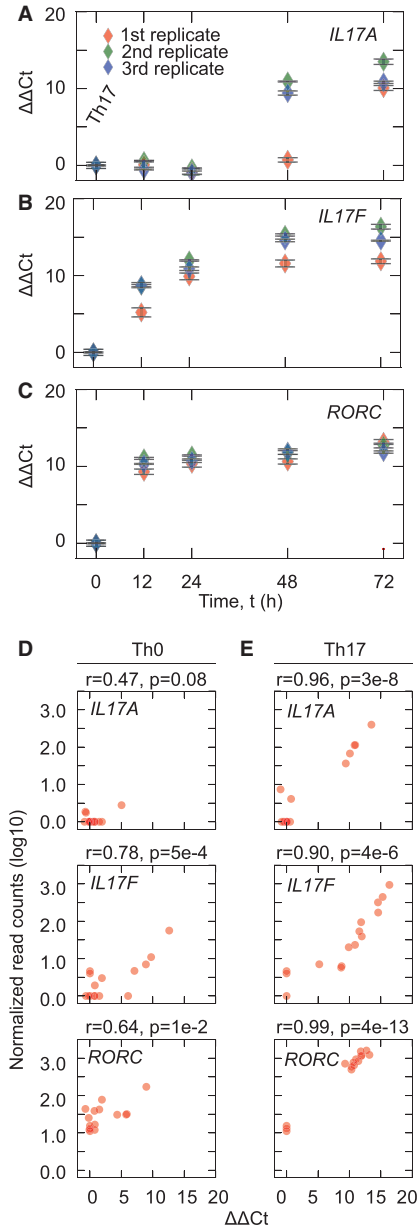 A
1st replicate
2nd replicate
3rd replicate
IL17A
Th17
ΔΔCt
20
10
0
B
IL17F
ΔΔCt
20
10
0
C
RORC
ΔΔCt
20
10
0
0 12 24 48 72
Time, t (h)
D Th0
E Th17
r=0.47, p=0.08
r=0.96, p=3e-8
IL17A
IL17A
3.0
2.0
1.0
0.0
r=0.78, p=5e-4
r=0.90, p=4e-6
IL17F
IL17F
3.0
2.0
1.0
0.0
r=0.64, p=1e-2
r=0.99, p=4e-13
RORC
RORC
3.0
2.0
1.0
0.0
Normalized read counts (log10)
0 5 10 15 20
0 5 10 15 20
ΔΔCt